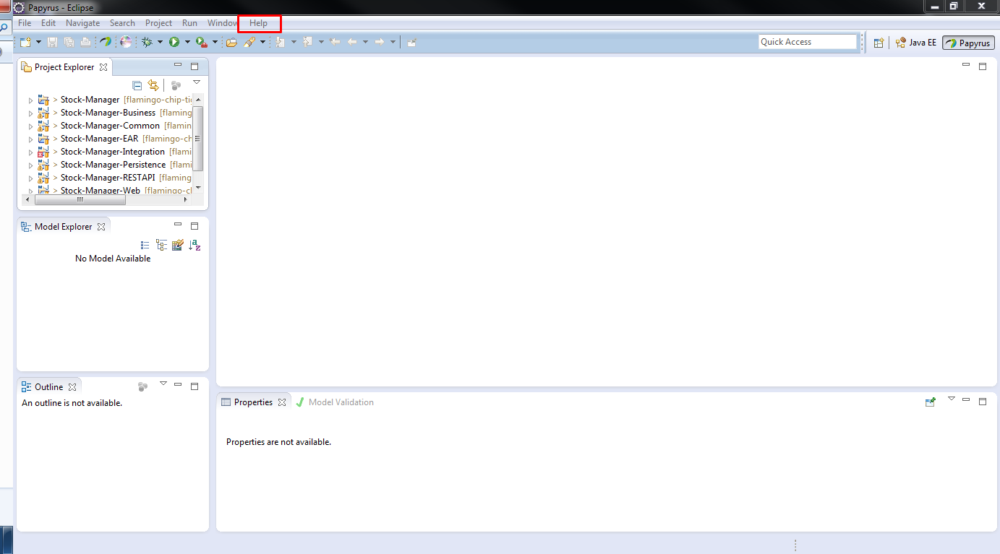 Papyrus - Eclipse
File Edit Navigate Search Project Run Window Help
Quick Access
Java EE
Papyrus
Project Explorer
> Stock-Manager [flamingo-chip-tig
> Stock-Manager-Business [flaming
> Stock-Manager-Common [flamin
> Stock-Manager-EAR [flamingo-ch
> Stock-Manager-Integration [flami
> Stock-Manager-Persistence [flami
> Stock-Manager-RESTAPI [flaming
> Stock-Manager-Web [flamingo-cl
Model Explorer
No Model Available
Outline
An outline is not available.
Properties
Model Validation
Properties are not available.